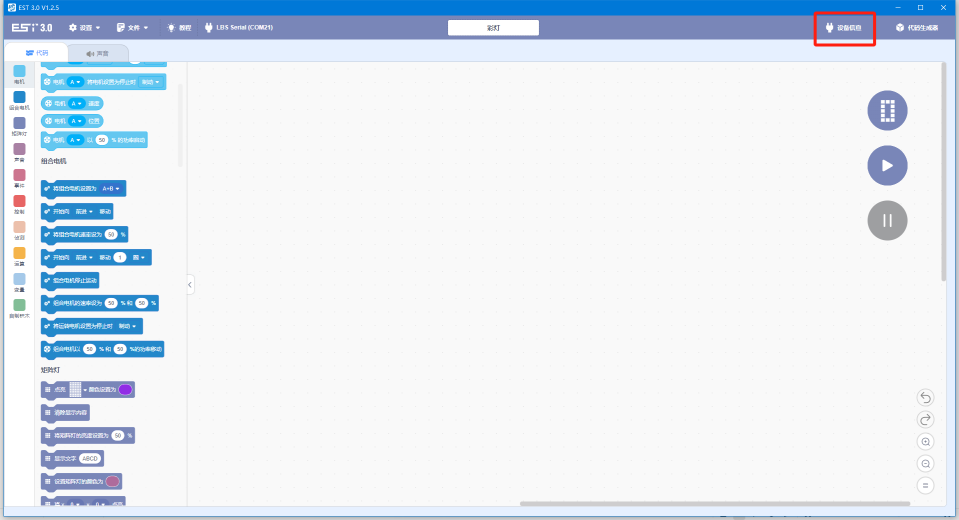 EST 3.0 V1.2.5
EST 3.0 设置 文件 教程 LBS Serial (COM21) 彩灯 设备信息 代码生成器
代码 声音
电机
组合电机
矩阵灯
声音
事件
控制
侦测
运算
变量
自制积木
电机 A 将电机设置为停止时 制动
电机 A 速度
电机 A 位置
电机 A 以 50 % 的功率启动
组合电机
将组合电机设置为 A+B
开始向 前进 移动
将组合电机速度设为 50 %
开始向 前进 移动 1 圈
组合电机停止运动
组合电机的速率设为 50 % 和 50 %
将运转电机设置为停止时 制动
组合电机以 50 % 和 50 %的功率移动
矩阵灯
点亮 颜色设置为
清除显示内容
将矩阵灯的亮度设置为 50 %
显示文字 ABCD
设置矩阵灯的颜色为